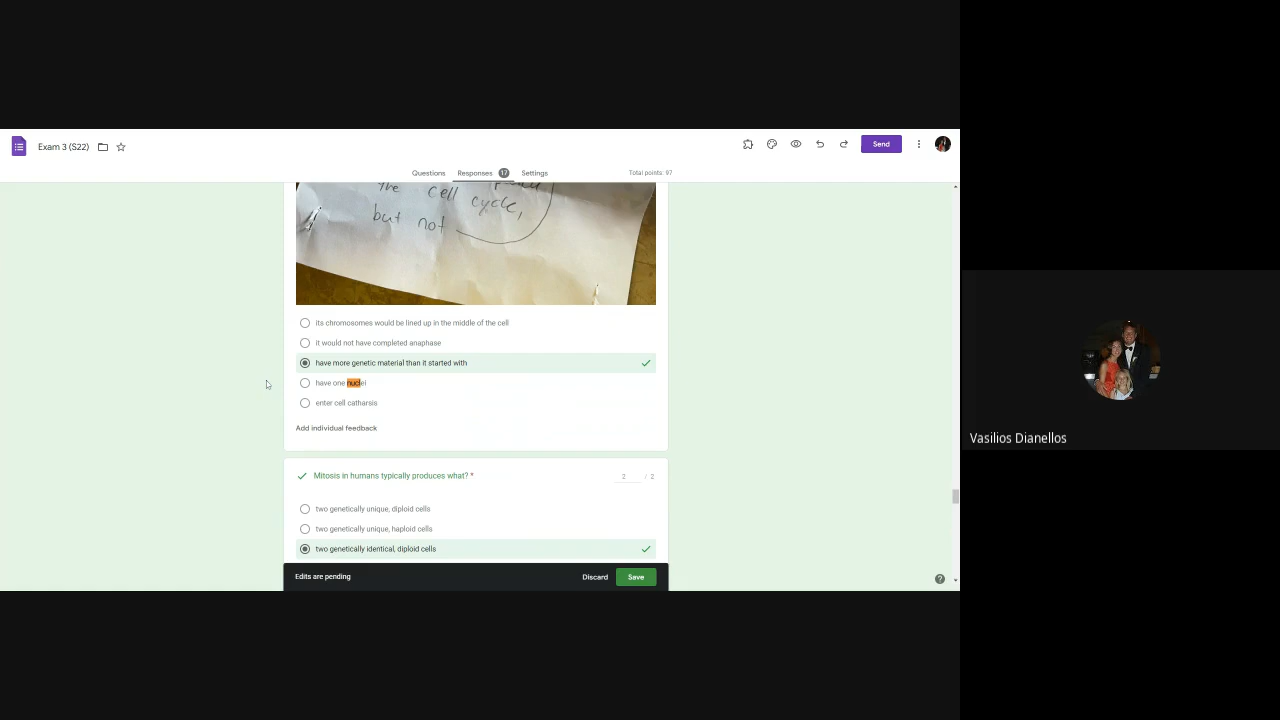 Exam 3 (S22)
Send
Questions Responses 17 Settings
Total points: 97
the cell
cycle,
but not
its chromosomes would be lined up in the middle of the cell
it would not have completed anaphase
have more genetic material than it started with
have one nuclei
enter cell catharsis
Add individual feedback
Mitosis in humans typically produces what? *
2 / 2
two genetically unique, diploid cells
two genetically unique, haploid cells
two genetically identical, diploid cells
Edits are pending
Discard Save
Vasilios Dianellos